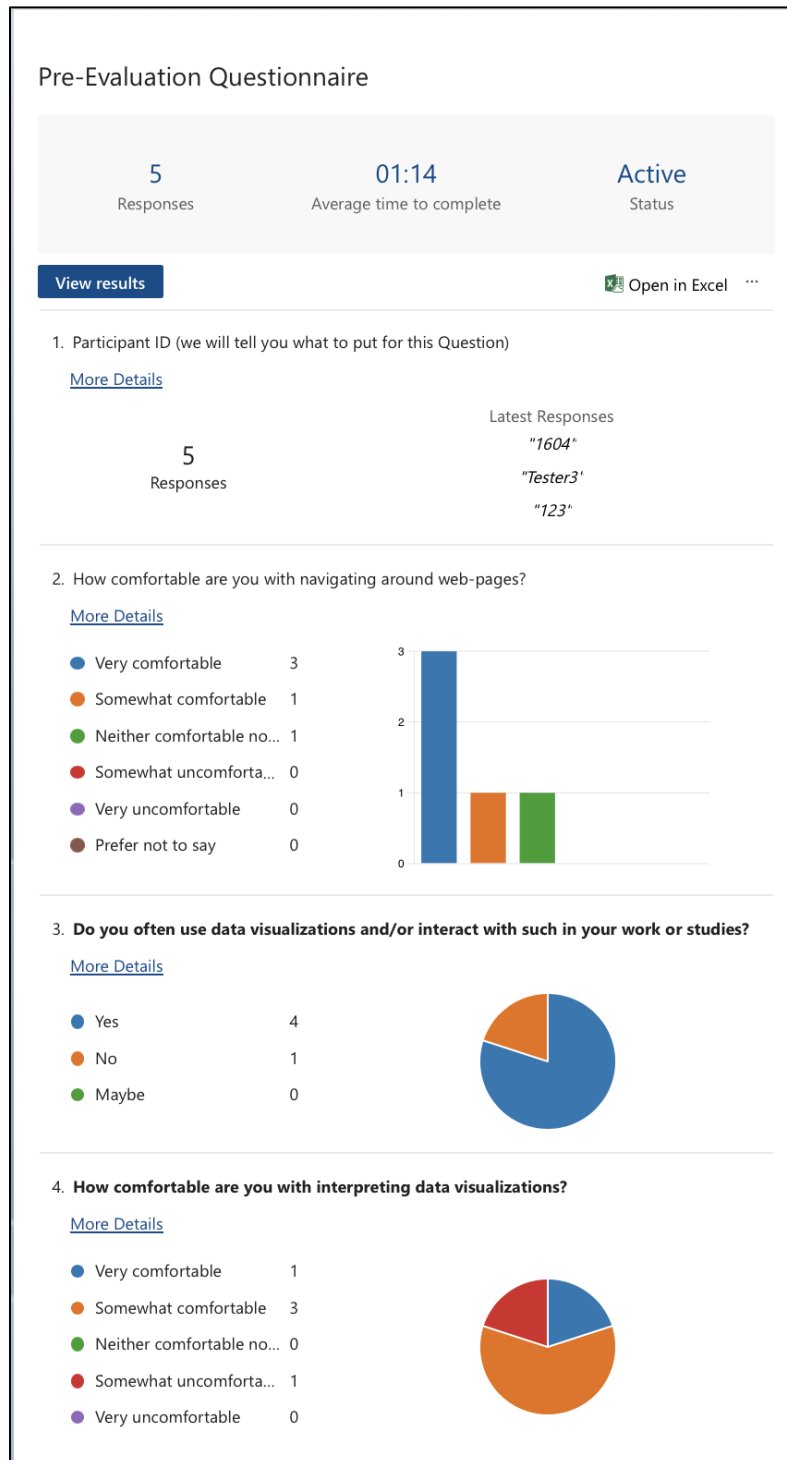 Pre-Evaluation Questionnaire
5
Responses
01:14
Average time to complete
Active
Status
View results
Open in Excel
...
1. Participant ID (we will tell you what to put for this Question)
More Details
5
Responses
Latest Responses
"1604"
"Tester3'
"123"
2. How comfortable are you with navigating around web-pages?
More Details
Very comfortable 3
Somewhat comfortable 1
Neither comfortable no... 1
Somewhat uncomforta... 0
Very uncomfortable 0
Prefer not to say 0
3
2
1
0
3. Do you often use data visualizations and/or interact with such in your work or studies?
More Details
Yes 4
No 1
Maybe 0
4. How comfortable are you with interpreting data visualizations?
More Details
Very comfortable 1
Somewhat comfortable 3
Neither comfortable no... 0
Somewhat uncomforta... 1
Very uncomfortable 0